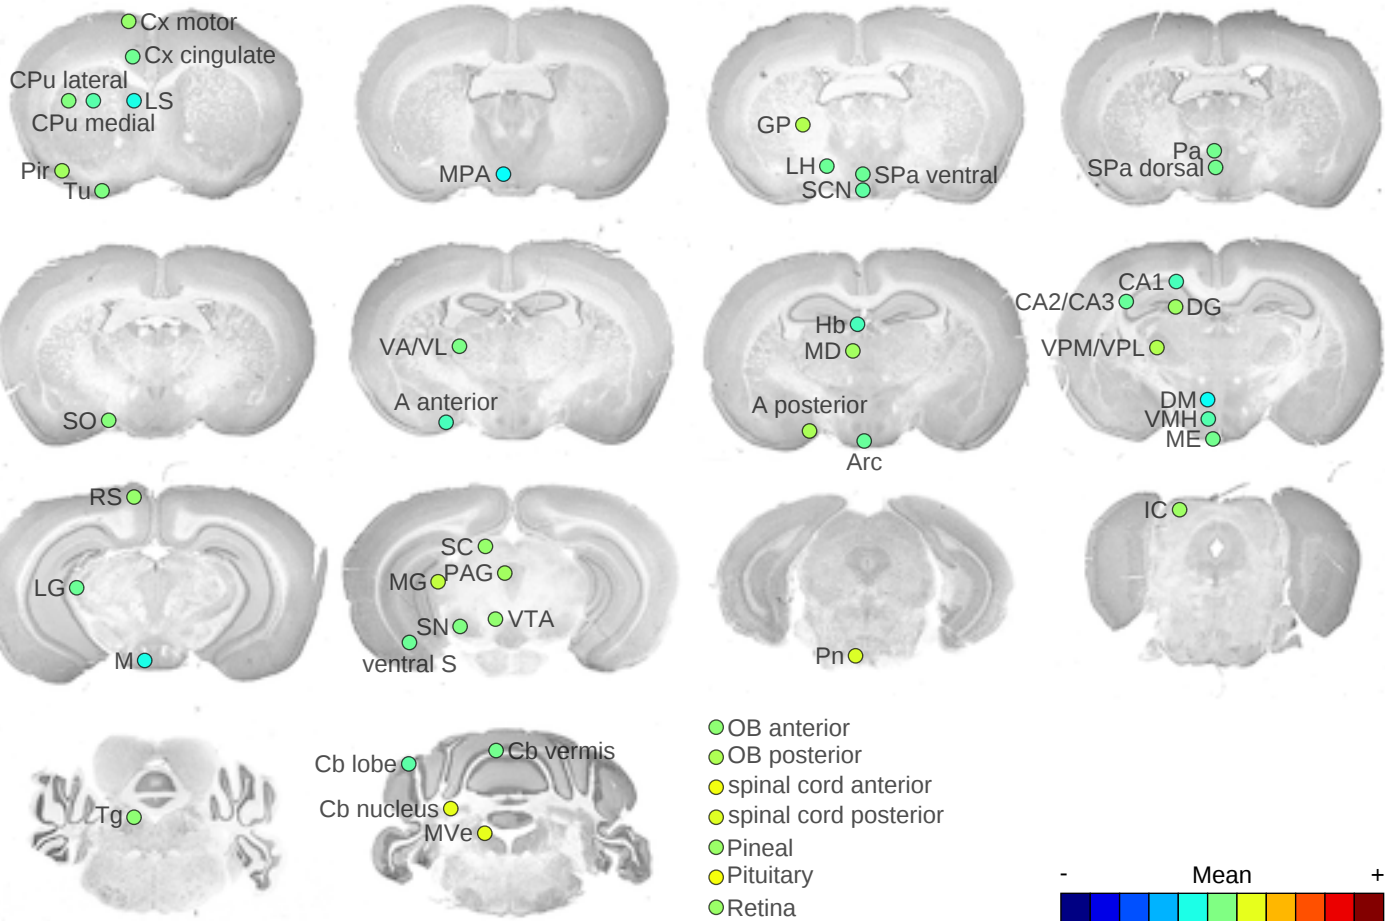 Cx motor
Cx cingulate
CPu lateral
LS
CPu medial
Pir
Tu
MPA
GP
LH
SPa ventral
SCN
Pa
SPa dorsal
SO
VA/VL
A anterior
Hb
MD
A posterior
Arc
CA1
CA2/CA3
DG
VPM/VPL
DM
VMH
ME
RS
LG
M
SC
MG
PAG
SN
VTA
ventral S
Pn
IC
Tg
Cb lobe
Cb vermis
Cb nucleus
MVe
OB anterior
OB posterior
spinal cord anterior
spinal cord posterior
Pineal
Pituitary
Retina
- Mean +